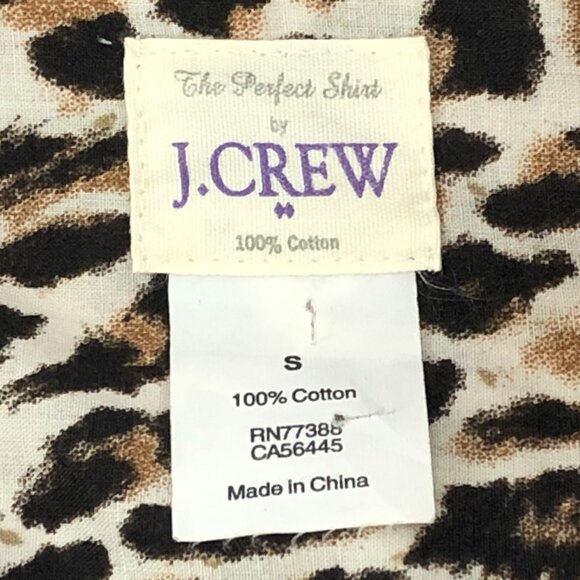 The Perfect Shirt
by
J.CREW
100% Cotton
S
100% Cotton
RN77388
CA56445
Made in China